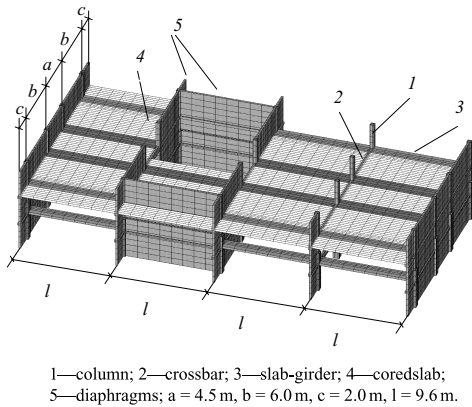 c
b
a
b
c
5
4
1
2
3
l
l
l
l
1—column; 2—crossbar; 3—slab-girder; 4—coredslab;
5—diaphragms; a = 4.5 m, b = 6.0 m, c = 2.0 m, l = 9.6 m.